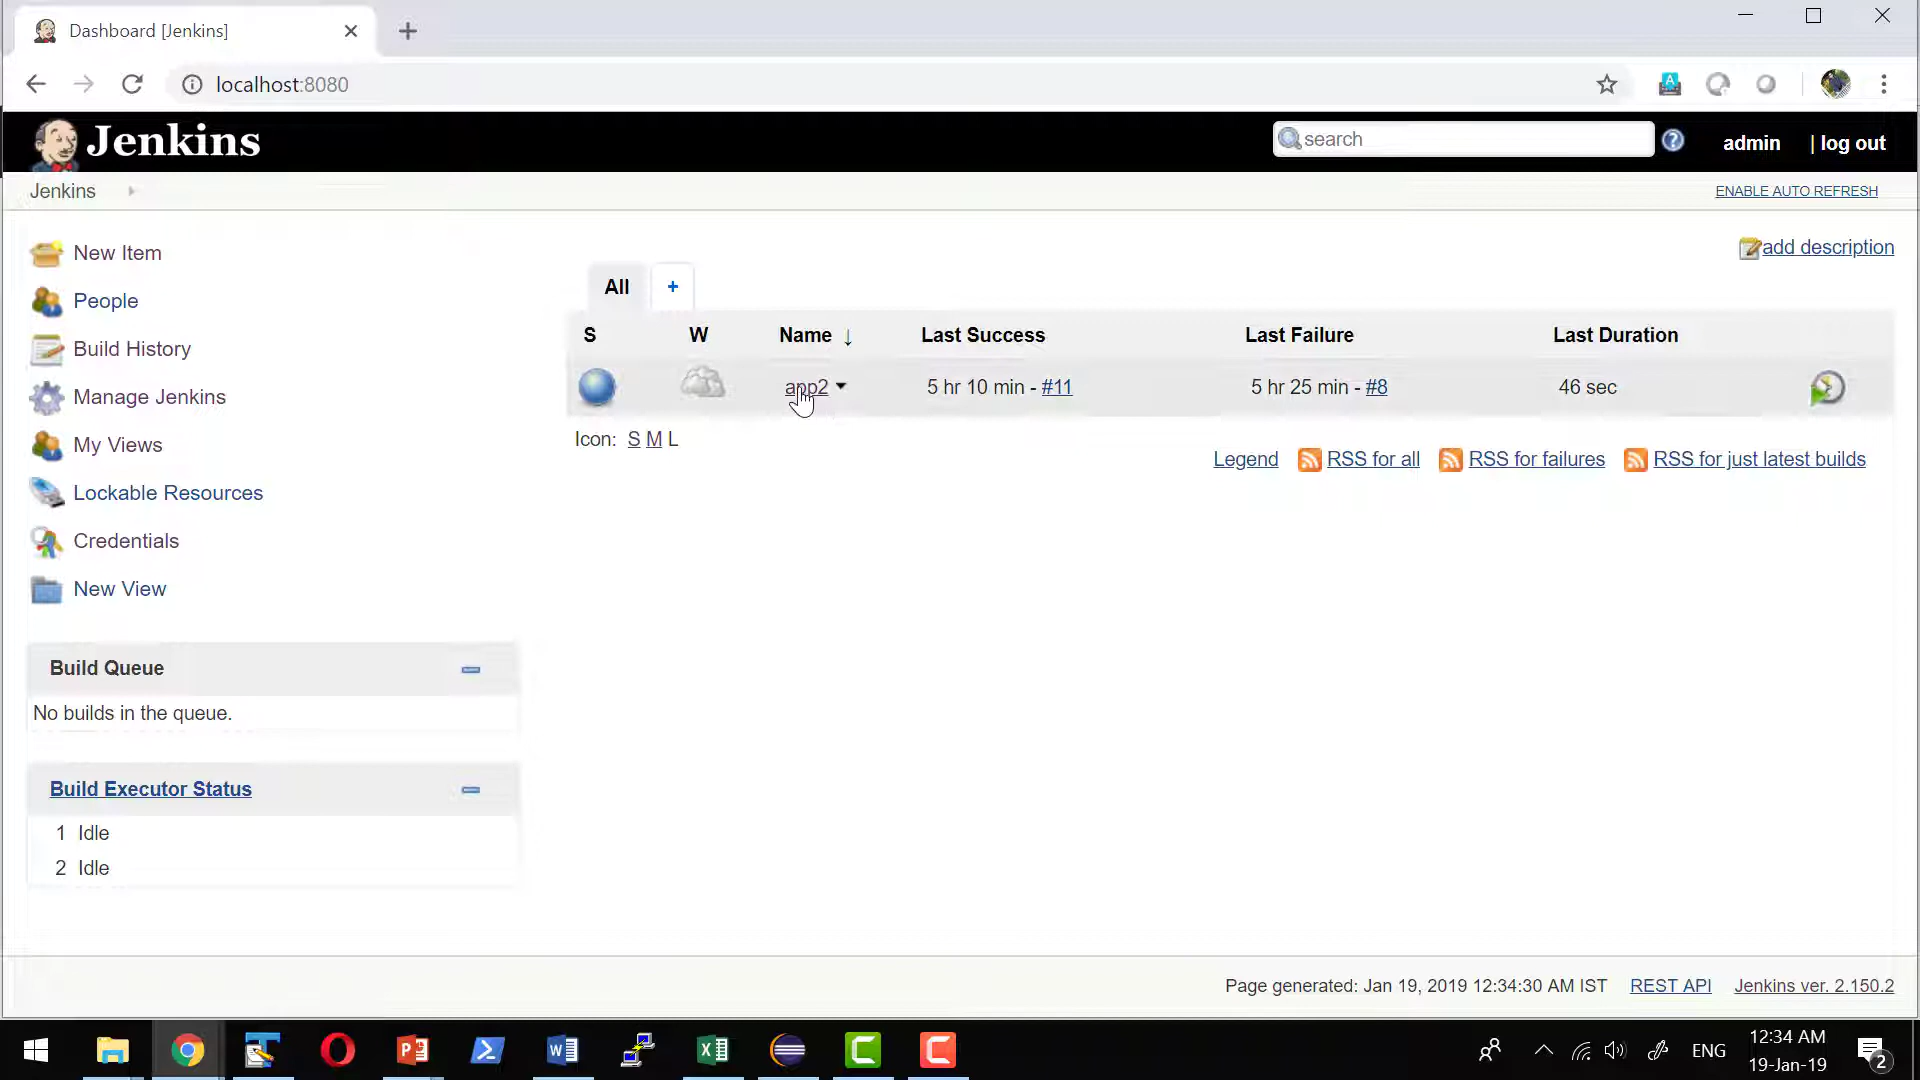 Dashboard [Jenkins]
localhost:8080
Jenkins
search
admin
| log out
Jenkins
ENABLE AUTO REFRESH
New Item
People
Build History
Manage Jenkins
My Views
Lockable Resources
Credentials
New View
Build Queue
No builds in the queue.
Build Executor Status
1 Idle
2 Idle
add description
All +
S W Name ↓ Last Success Last Failure Last Duration
app2 5 hr 10 min - #11 5 hr 25 min - #8 46 sec
Icon: S M L
Legend RSS for all RSS for failures RSS for just latest builds
Page generated: Jan 19, 2019 12:34:30 AM IST REST API Jenkins ver. 2.150.2
ENG
12:34 AM
19-Jan-19
2